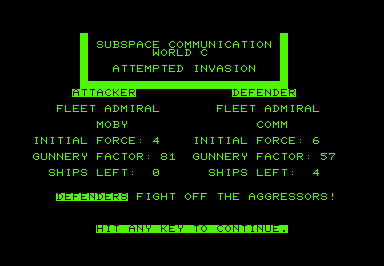 SUBSPACE COMMUNICATION
WORLD C
ATTEMPTED INVASION
ATTACKER DEFENDER
FLEET ADMIRAL FLEET ADMIRAL
MOBY COMM
INITIAL FORCE: 4 INITIAL FORCE: 6
GUNNERY FACTOR: 81 GUNNERY FACTOR: 57
SHIPS LEFT: 0 SHIPS LEFT: 4
DEFENDERS FIGHT OFF THE AGGRESSORS!
HIT ANY KEY TO CONTINUE.